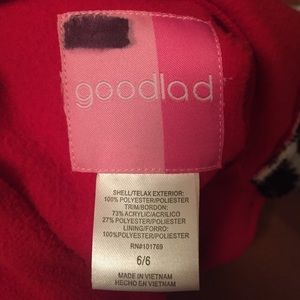 goodlad
SHELL/TELAX EXTERIOR:
100% POLYESTER/POLIESTER
TRIM/BORDON:
73% ACRYLIC/ACRILICO
27% POLYESTER/POLIESTER
LINING/FORRO:
100%POLYESTER/POLIESTER
RN#101769
6/6
MADE IN VIETNAM
HECHO EN VIETNAM